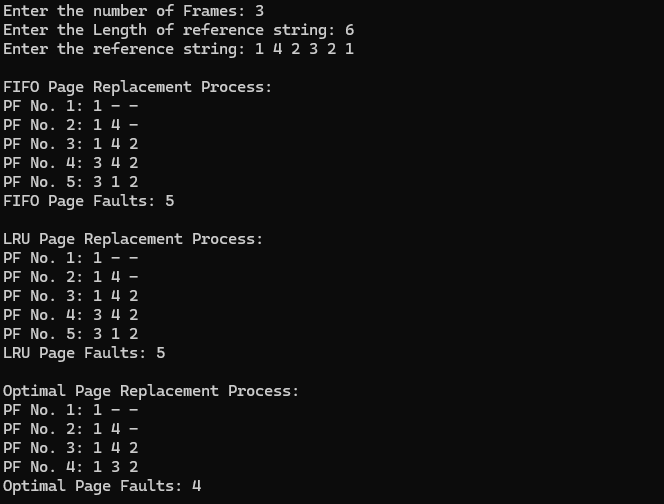 Enter the number of Frames: 3
Enter the Length of reference string: 6
Enter the reference string: 1 4 2 3 2 1

FIFO Page Replacement Process:
PF No. 1: 1 - -
PF No. 2: 1 4 -
PF No. 3: 1 4 2
PF No. 4: 3 4 2
PF No. 5: 3 1 2
FIFO Page Faults: 5

LRU Page Replacement Process:
PF No. 1: 1 - -
PF No. 2: 1 4 -
PF No. 3: 1 4 2
PF No. 4: 3 4 2
PF No. 5: 3 1 2
LRU Page Faults: 5

Optimal Page Replacement Process:
PF No. 1: 1 - -
PF No. 2: 1 4 -
PF No. 3: 1 4 2
PF No. 4: 1 3 2
Optimal Page Faults: 4